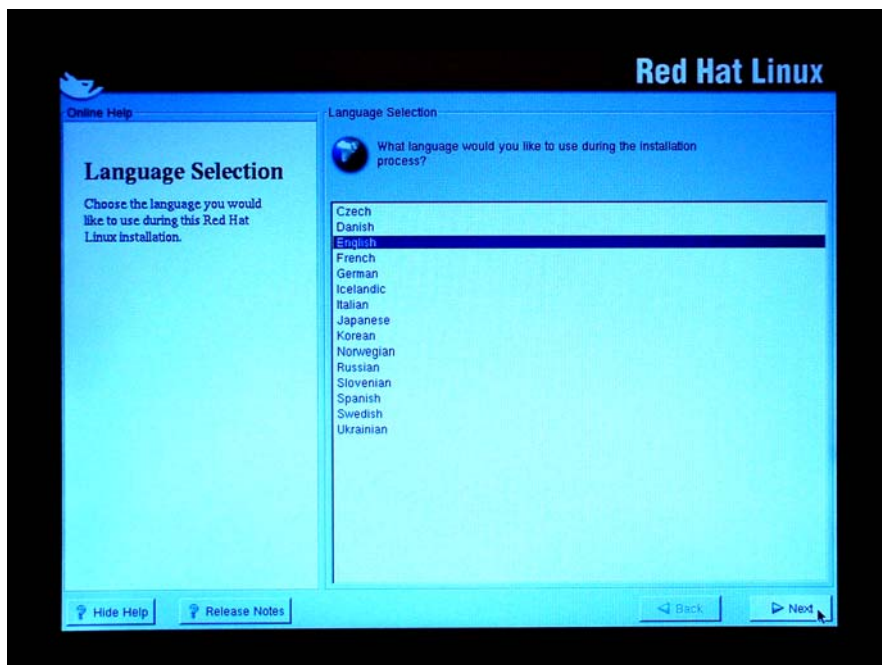 Red Hat Linux
Online Help
Language Selection
Choose the language you would
like to use during this Red Hat
Linux installation.
Language Selection
What language would you like to use during the installation
process?
Czech
Danish
English
French
German
Icelandic
Italian
Japanese
Korean
Norwegian
Russian
Slovenian
Spanish
Swedish
Ukrainian
Hide Help
Release Notes
Back
Next